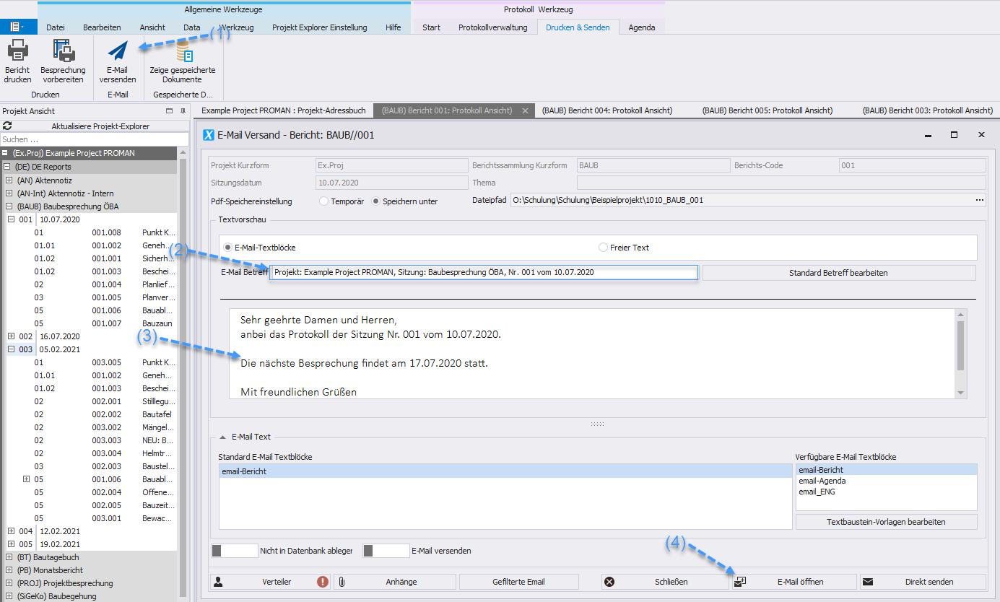 Allgemeine Werkzeuge
Protokoll Werkzeug
Datei Bearbeiten Ansicht Data Werkzeug Projekt Explorer Einstellung Hilfe Start Protokollverwaltung Drucken & Senden Agenda
(1)
Bericht drucken
Besprechung vorbereiten
E-Mail versenden
Zeige gespeicherte Dokumente
Drucken E-Mail Gespeicherte D...
Projekt Ansicht
Aktualisiere Projekt-Explorer
Suchen ...
(Ex.Proj) Example Project PROMAN
(DE) DE Reports
(AN) Aktennotiz
(AN-Int) Aktennotiz - Intern
(BAUB) Baubesprechung ÖBA
001 10.07.2020
01 001.008 Punkt K...
01.01 001.002 Geneh...
01.02 001.001 Sicherh...
01.02 001.003 Beschei...
02 001.004 Planlief...
03 001.005 Planver...
05 001.006 Bauabl...
05 001.007 Bauzaun
002 16.07.2020
003 05.02.2021
01 003.005 Punkt K...
01.01 001.002 Geneh...
01.02 001.003 Beschei...
02 002.001 Stilllegu...
02 002.002 Bautafel
02 003.002 Mängel...
02 003.003 NEU: B...
02 003.004 Helmtr...
03 002.003 Baustel...
05 001.006 Bauabl...
05 002.004 Offene...
05 002.005 Bauzeit...
05 003.001 Bewac...
004 12.02.2021
005 19.02.2021
(BT) Bautagebuch
(PB) Monatsbericht
(PROJ) Projektbesprechung
(SiGeKo) Baubegehung
Example Project PROMAN : Projekt-Adressbuch
(BAUB) Bericht 001: Protokoll Ansicht)
(BAUB) Bericht 004: Protokoll Ansicht)
(BAUB) Bericht 005: Protokoll Ansicht)
(BAUB) Bericht 003: Protokoll Ansicht)
X E-Mail Versand - Bericht: BAUB//001
Projekt Kurzform Ex.Proj Berichtssammlung Kurzform BAUB Berichts-Code 001
Sitzungsdatum 10.07.2020 Thema
Pdf-Speichereinstellung Temporär Speichern unter Dateipfad O:\Schulung\Schulung\Beispielprojekt\1010_BAUB_001 ...
Textvorschau
E-Mail-Textblöcke Freier Text
(2)
E-Mail Betreff Projekt: Example Project PROMAN, Sitzung: Baubesprechung ÖBA, Nr. 001 vom 10.07.2020 Standard Betreff bearbeiten
Sehr geehrte Damen und Herren,
anbei das Protokoll der Sitzung Nr. 001 vom 10.07.2020.
(3)
Die nächste Besprechung findet am 17.07.2020 statt.
Mit freundlichen Grüßen
E-Mail Text
Standard E-Mail Textblöcke
email-Bericht
Verfügbare E-Mail Textblöcke
email-Bericht
email-Agenda
email_ENG
Textbaustein-Vorlagen bearbeiten
Nicht in Datenbank ableger E-Mail versenden
(4)
Verteiler Anhänge Gefilterte Email Schließen E-Mail öffnen Direkt senden